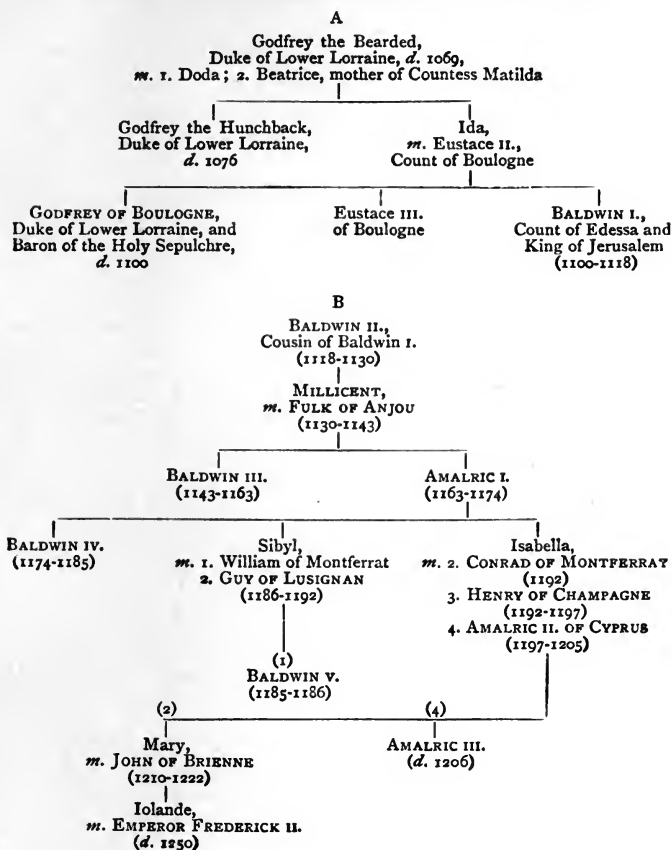 A
Godfrey the Bearded,
Duke of Lower Lorraine, d. 1069,
m. 1. Doda; 2. Beatrice, mother of Countess Matilda
Godfrey the Hunchback,
Duke of Lower Lorraine,
d. 1076
Ida,
m. Eustace II.,
Count of Boulogne
GODFREY OF BOULOGNE,
Duke of Lower Lorraine, and
Baron of the Holy Sepulchre,
d. 1100
Eustace III.
of Boulogne
BALDWIN I.,
Count of Edessa and
King of Jerusalem
(1100-1118)
B
BALDWIN II.,
Cousin of Baldwin I.
(1118-1130)
MILLICENT,
m. FULK OF ANJOU
(1130-1143)
BALDWIN III.
(1143-1163)
AMALRIC I.
(1163-1174)
BALDWIN IV.
(1174-1185)
Sibyl,
m. 1. William of Montferrat
2. GUY OF LUSIGNAN
(1186-1192)
Isabella,
m. 2. CONRAD OF MONTFERRAT
(1192)
3. HENRY OF CHAMPAGNE
(1192-1197)
4. AMALRIC II. OF CYPRUS
(1197-1205)
(1)
BALDWIN V.
(1185-1186)
(2)
Mary,
m. JOHN OF BRIENNE
(1210-1222)
(4)
AMALRIC III.
(d. 1206)
Iolande,
m. EMPEROR FREDERICK II.
(d. 1250)